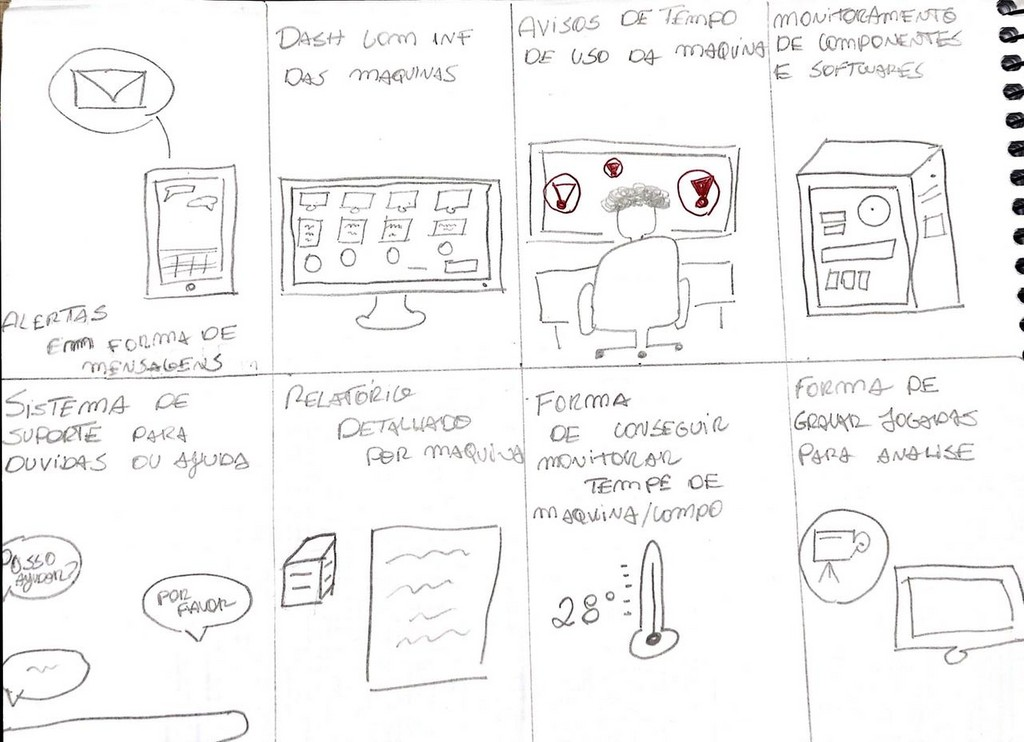 ALERTAS
EM FORMA DE
MENSAGENS
DASH COM INF
DAS MAQUINAS
AVISOS DE TEMPO
DE USO DA MAQUINA
MONITORAMENTO
DE COMPONENTES
E SOFTWARES
SISTEMA DE
SUPORTE PARA
DUVIDAS OU AJUDA
POSSO
AJUDAR?
POR
FAVOR
RELATÓRIO
DETALHADO
POR MAQUINA
FORMA
DE CONSEGUIR
MONITORAR
TEMPE DE
MAQUINA/COMPO
28°
FORMA DE
GRAVAR JOGADAS
PARA ANALISE